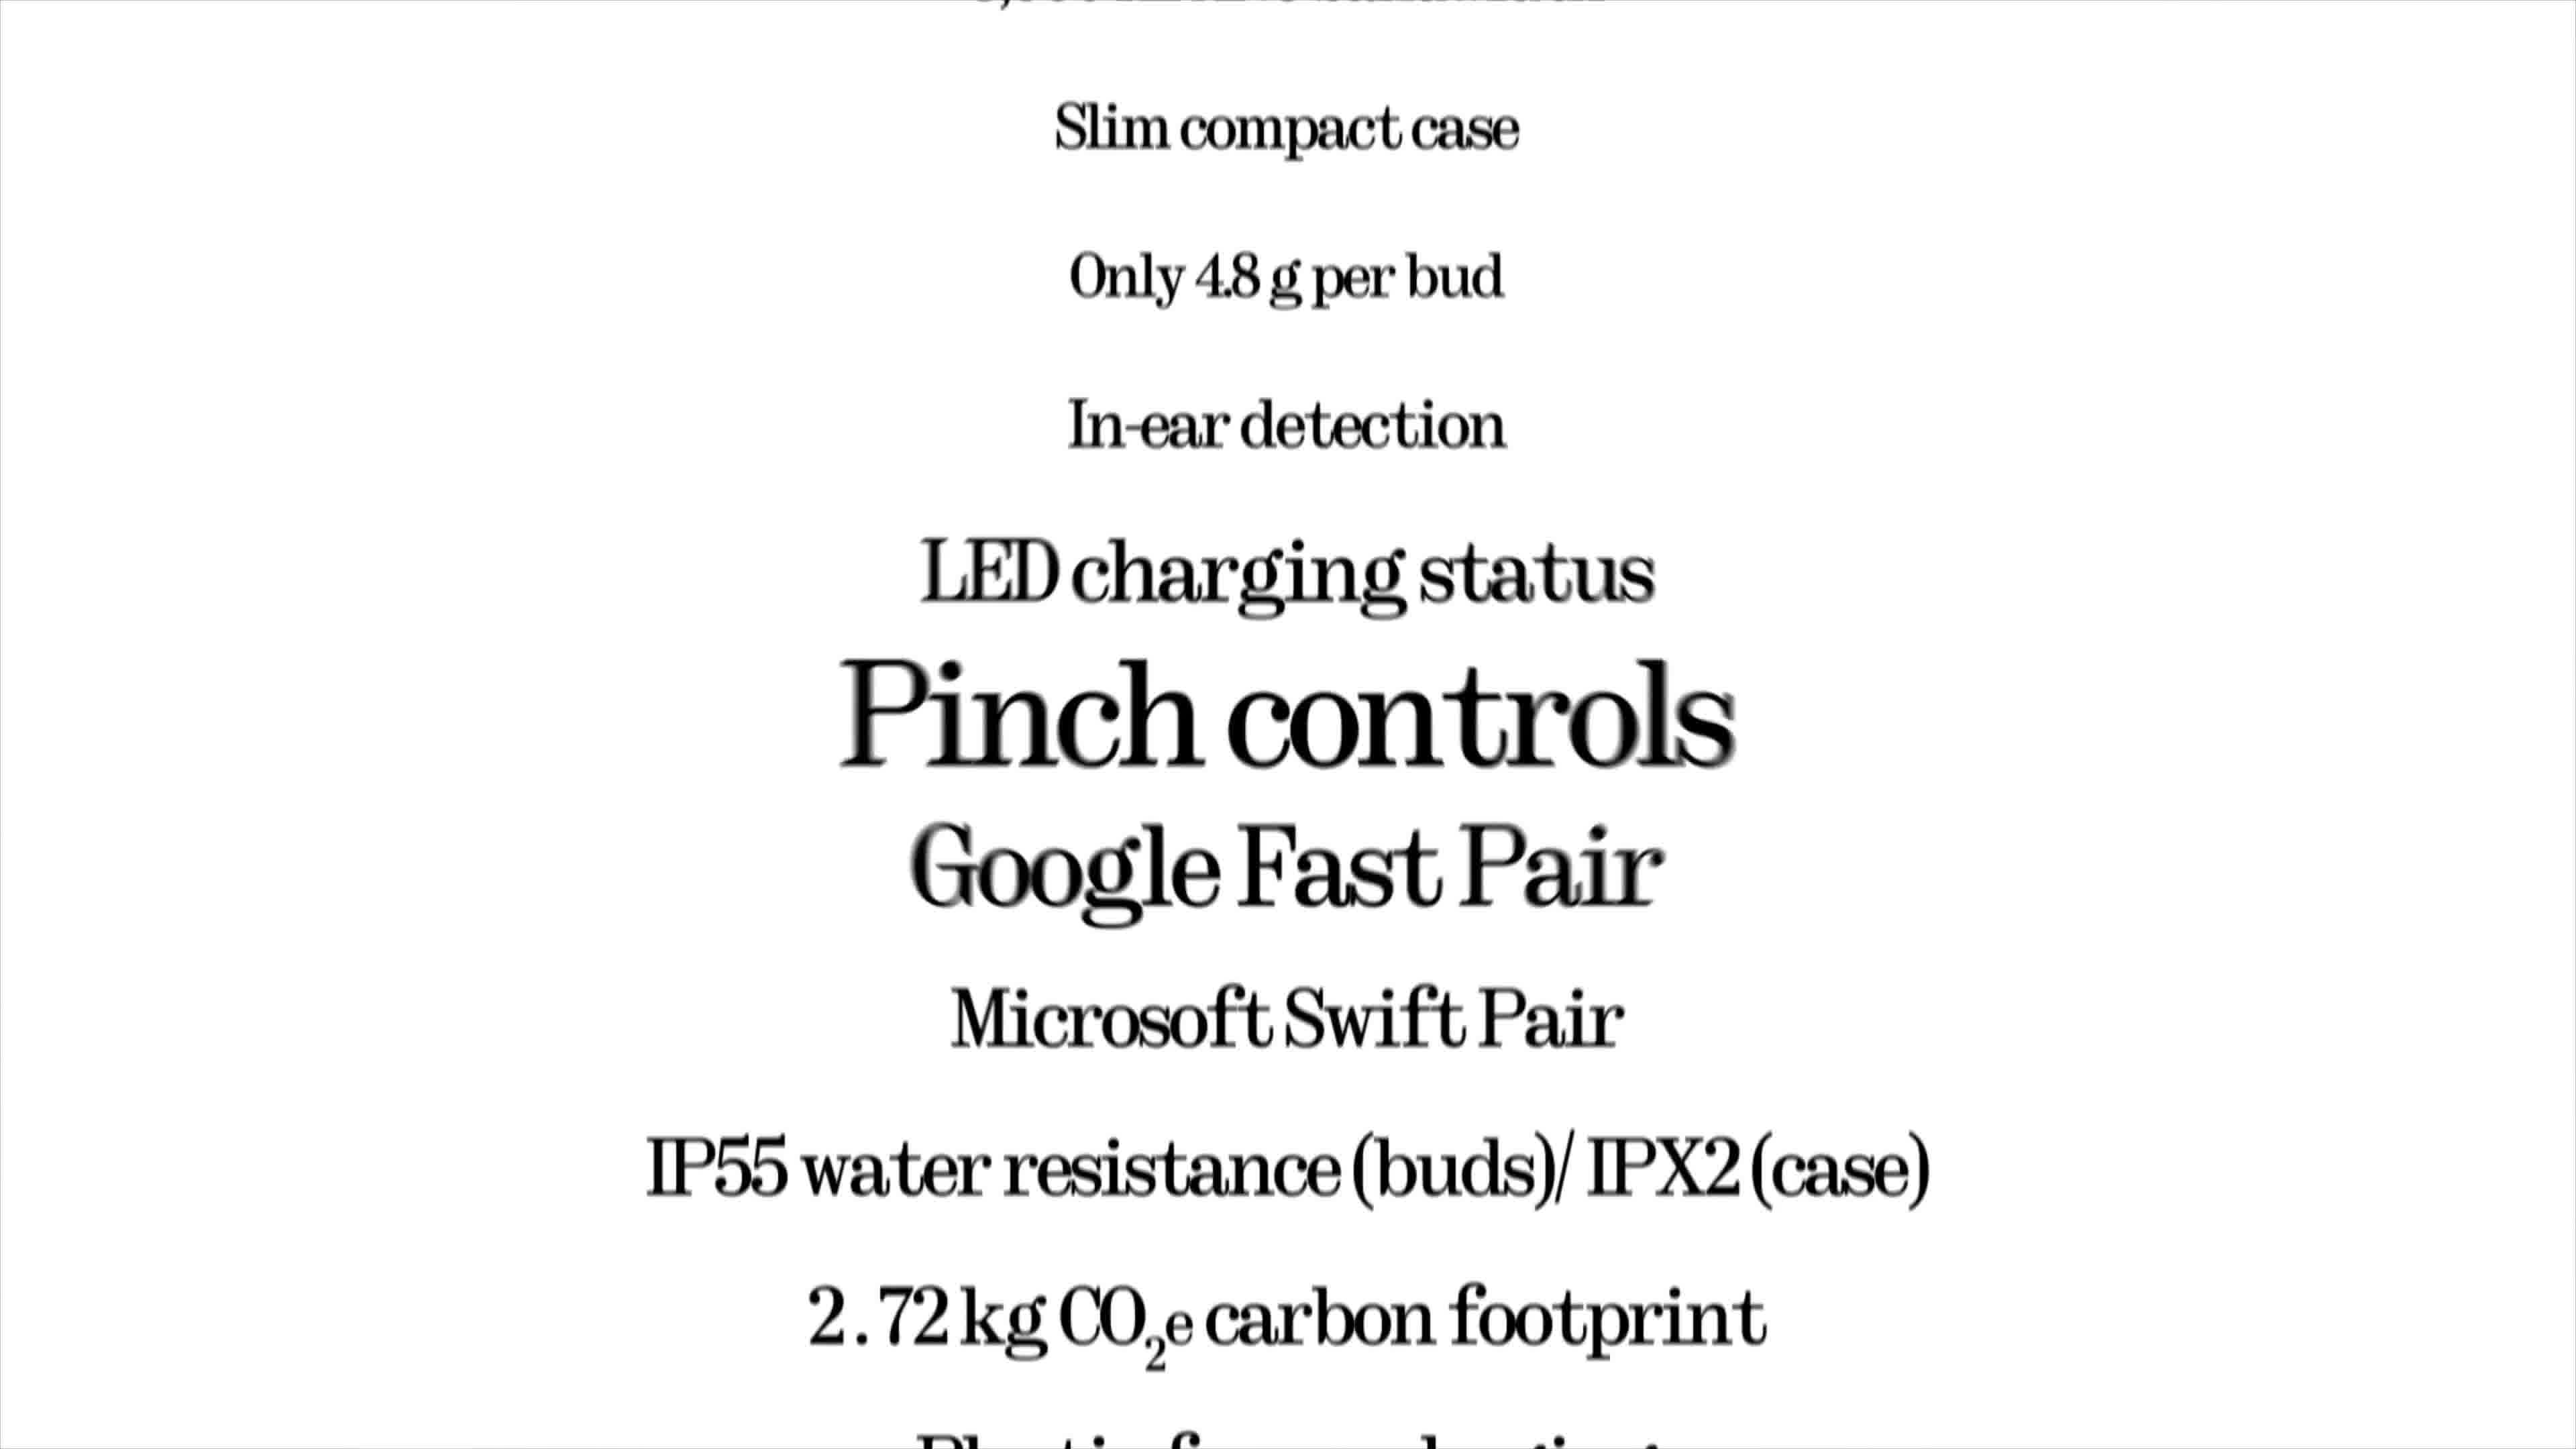 Slim compact case
Only 4.8 g per bud
In-ear detection
LED charging status
Pinch controls
Google Fast Pair
Microsoft Swift Pair
IP55 water resistance (buds)/ IPX2 (case)
2.72 kg CO₂e carbon footprint